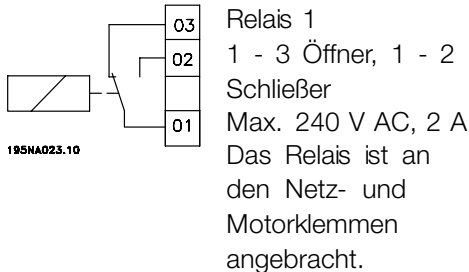 03
02
01
195NA023.10
Relais 1
1 - 3 Öffner, 1 - 2
Schließer
Max. 240 V AC, 2 A
Das Relais ist an
den Netz- und
Motorklemmen
angebracht.